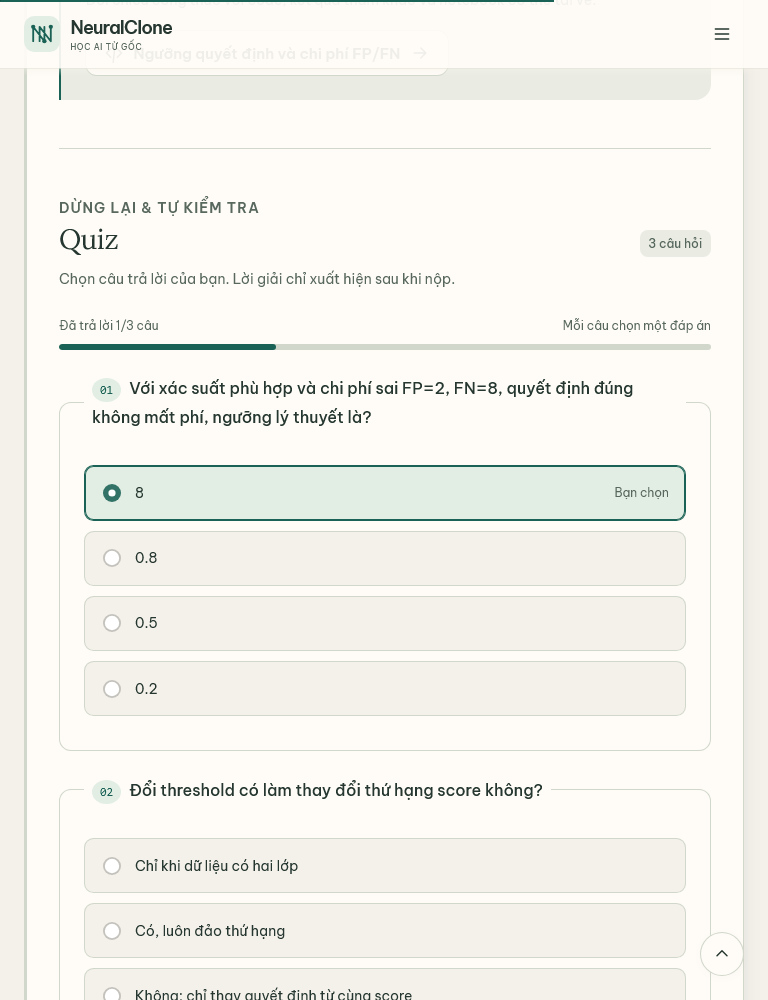 NeuralClone
HỌC AI TỪ GỐC
Ngưỡng quyết định và chi phí FP/FN
DỪNG LẠI & TỰ KIỂM TRA
Quiz
3 câu hỏi
Chọn câu trả lời của bạn. Lời giải chỉ xuất hiện sau khi nộp.
Đã trả lời 1/3 câu
Mỗi câu chọn một đáp án
01 Với xác suất phù hợp và chi phí sai FP=2, FN=8, quyết định đúng
không mất phí, ngưỡng lý thuyết là?
8
Bạn chọn
0.8
0.5
0.2
02 Đổi threshold có làm thay đổi thứ hạng score không?
Chỉ khi dữ liệu có hai lớp
Có, luôn đảo thứ hạng
Không; chỉ thay quyết định từ cùng score